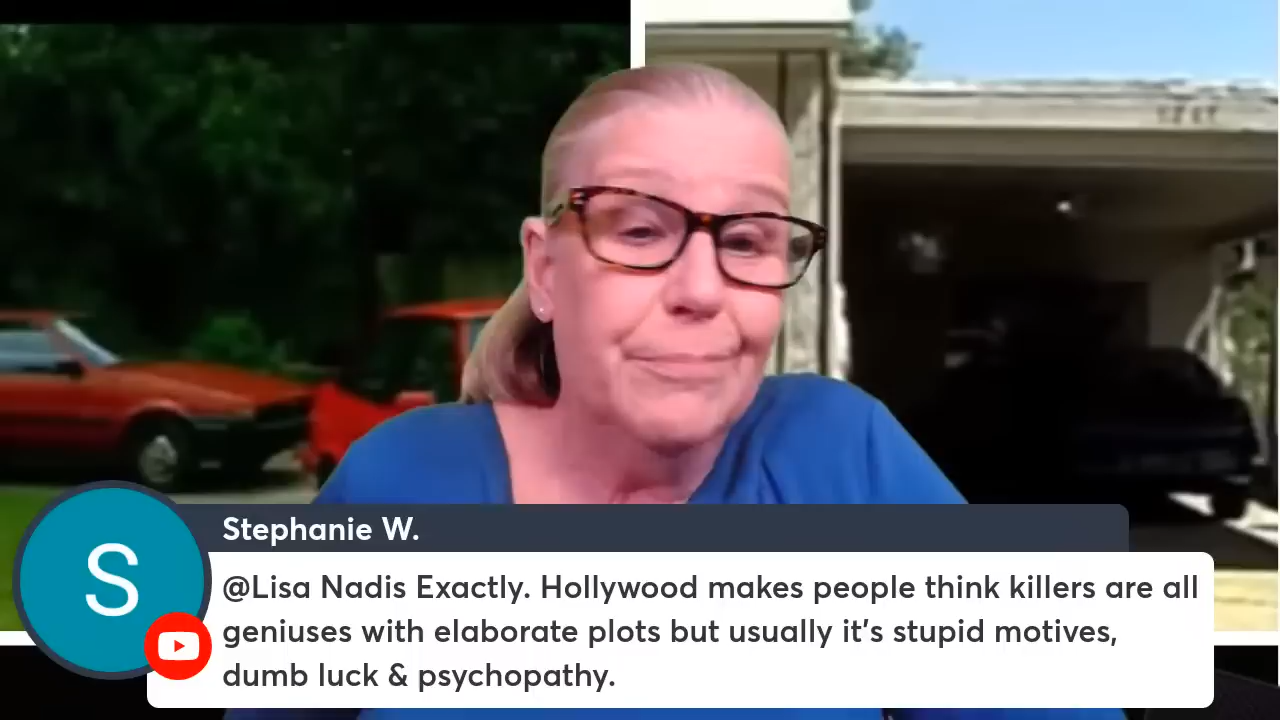 Stephanie W.
@Lisa Nadis Exactly. Hollywood makes people think killers are all
geniuses with elaborate plots but usually it's stupid motives,
dumb luck & psychopathy.
S